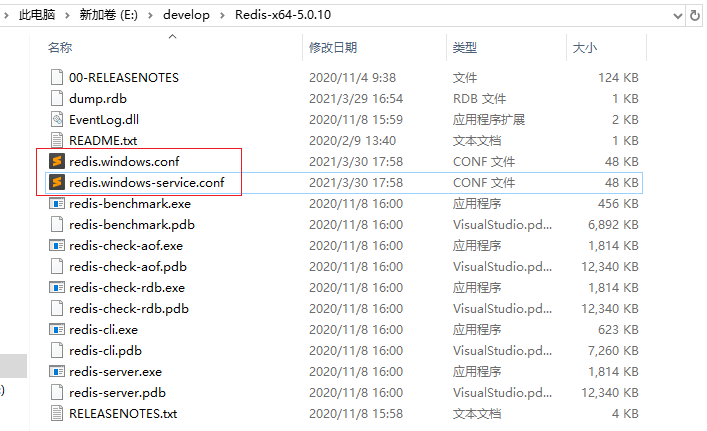 此电脑 > 新加卷 (E:) > develop > Redis-x64-5.0.10
名称 修改日期 类型 大小
00-RELEASENOTES 2020/11/4 9:38 文件 124 KB
dump.rdb 2021/3/29 16:54 RDB 文件 1 KB
EventLog.dll 2020/11/8 15:59 应用程序扩展 2 KB
README.txt 2020/2/9 13:40 文本文档 1 KB
redis.windows.conf 2021/3/30 17:58 CONF 文件 48 KB
redis.windows-service.conf 2021/3/30 17:58 CONF 文件 48 KB
redis-benchmark.exe 2020/11/8 16:00 应用程序 456 KB
redis-benchmark.pdb 2020/11/8 16:00 VisualStudio.pd... 6,892 KB
redis-check-aof.exe 2020/11/8 16:00 应用程序 1,814 KB
redis-check-aof.pdb 2020/11/8 16:00 VisualStudio.pd... 12,340 KB
redis-check-rdb.exe 2020/11/8 16:00 应用程序 1,814 KB
redis-check-rdb.pdb 2020/11/8 16:00 VisualStudio.pd... 12,340 KB
redis-cli.exe 2020/11/8 16:00 应用程序 623 KB
redis-cli.pdb 2020/11/8 16:00 VisualStudio.pd... 7,260 KB
redis-server.exe 2020/11/8 16:00 应用程序 1,814 KB
redis-server.pdb 2020/11/8 16:00 VisualStudio.pd... 12,340 KB
RELEASENOTES.txt 2020/11/8 15:58 文本文档 4 KB